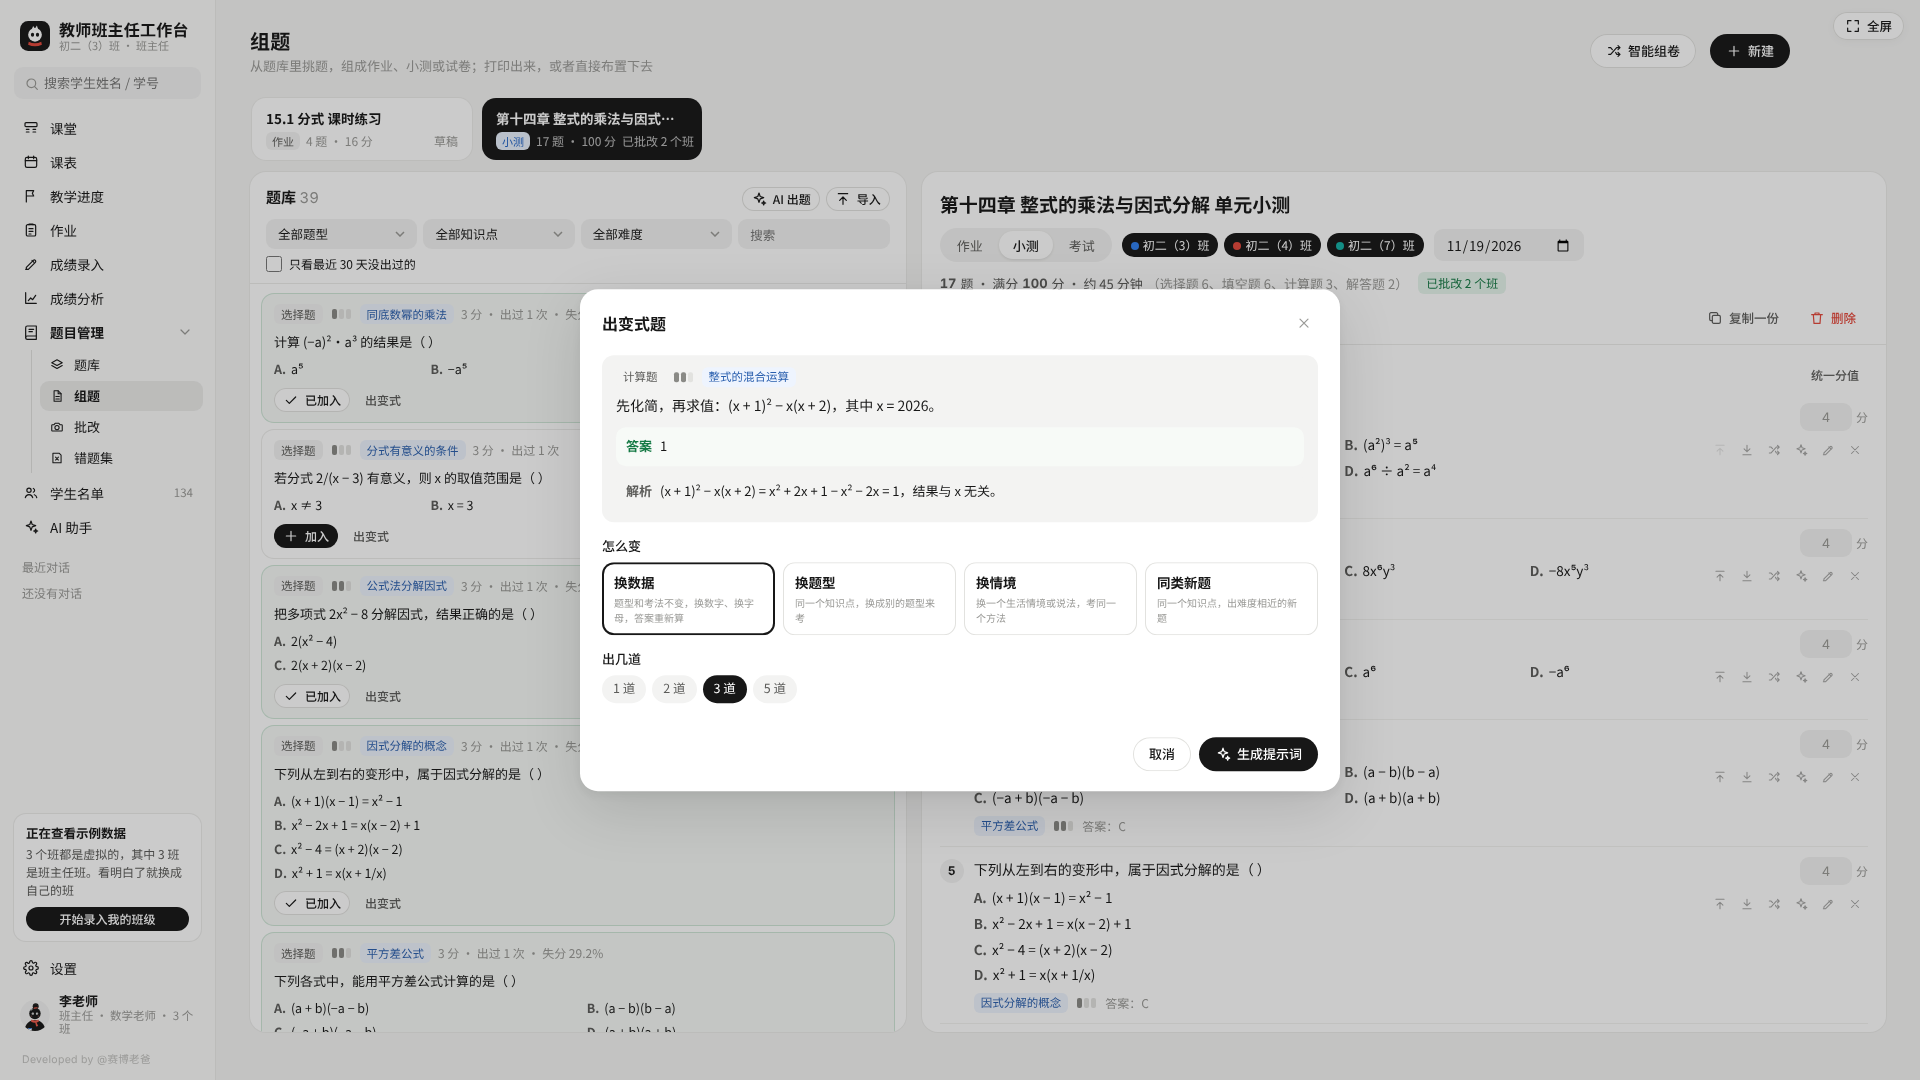 教师班主任工作台
初二（3）班 · 班主任
搜索学生姓名 / 学号
课堂
课表
教学进度
作业
成绩录入
成绩分析
题目管理
题库
组题
批改
错题集
学生名单 134
AI 助手
最近对话
还没有对话
正在查看示例数据
3 个班都是虚拟的，其中 3 班
是班主任班。看明白了就换成
自己的班
开始录入我的班级
设置
李老师
班主任 · 数学老师 · 3 个
班
Developed by @赛博老爸
组题
从题库里挑题，组成作业、小测或试卷；打印出来，或者直接布置下去
智能组卷
新建
全屏
15.1 分式 课时练习
作业 4 题 · 16 分 草稿
第十四章 整式的乘法与因式…
小测 17 题 · 100 分 已批改 2 个班
题库 39
AI 出题
导入
全部题型 全部知识点 全部难度 搜索
只看最近 30 天没出过的
选择题 同底数幂的乘法 3 分 · 出过 1 次 ·
计算 (−a)² · a³ 的结果是（ ）
A. a⁵ B. −a⁵
已加入 出变式
选择题 分式有意义的条件 3 分 · 出过 1 次
若分式 2/(x − 3) 有意义，则 x 的取值范围是（ ）
A. x ≠ 3 B. x = 3
加入 出变式
选择题 公式法分解因式 3 分 · 出过 1 次 ·
把多项式 2x² − 8 分解因式，结果正确的是（ ）
A. 2(x² − 4)
C. 2(x + 2)(x − 2)
已加入 出变式
选择题 因式分解的概念 3 分 · 出过 1 次 ·
下列从左到右的变形中，属于因式分解的是（ ）
A. (x + 1)(x − 1) = x² − 1
B. x² − 2x + 1 = x(x − 2) + 1
C. x² − 4 = (x + 2)(x − 2)
D. x² + 1 = x(x + 1/x)
已加入 出变式
选择题 平方差公式 3 分 · 出过 1 次 · 失分 29.2%
下列各式中，能用平方差公式计算的是（ ）
A. (a + b)(−a − b) B. (a − b)(b − a)
第十四章 整式的乘法与因式分解 单元小测
作业 小测 考试 初二（3）班 初二（4）班 初二（7）班 11/19/2026
17 题 · 满分 100 分 · 约 45 分钟 （选择题 6、填空题 6、计算题 3、解答题 2） 已批改 2 个班
复制一份 删除
统一分值
4 分
B. (a²)³ = a⁵
D. a⁶ ÷ a² = a⁴
4 分
C. 8x⁶y³ D. −8x⁵y³
4 分
C. a⁶ D. −a⁶
4 分
B. (a − b)(b − a)
C. (−a + b)(−a − b) D. (a + b)(a + b)
平方差公式 答案：C
5 下列从左到右的变形中，属于因式分解的是（ ） 4 分
A. (x + 1)(x − 1) = x² − 1
B. x² − 2x + 1 = x(x − 2) + 1
C. x² − 4 = (x + 2)(x − 2)
D. x² + 1 = x(x + 1/x)
因式分解的概念 答案：C
出变式题
计算题 整式的混合运算
先化简，再求值：(x + 1)² − x(x + 2)，其中 x = 2026。
答案 1
解析 (x + 1)² − x(x + 2) = x² + 2x + 1 − x² − 2x = 1，结果与 x 无关。
怎么变
换数据
题型和考法不变，换数字、换字
母，答案重新算
换题型
同一个知识点，换成别的题型来
考
换情境
换一个生活情境或说法，考同一
个方法
同类新题
同一个知识点，出难度相近的新
题
出几道
1 道 2 道 3 道 5 道
取消 生成提示词